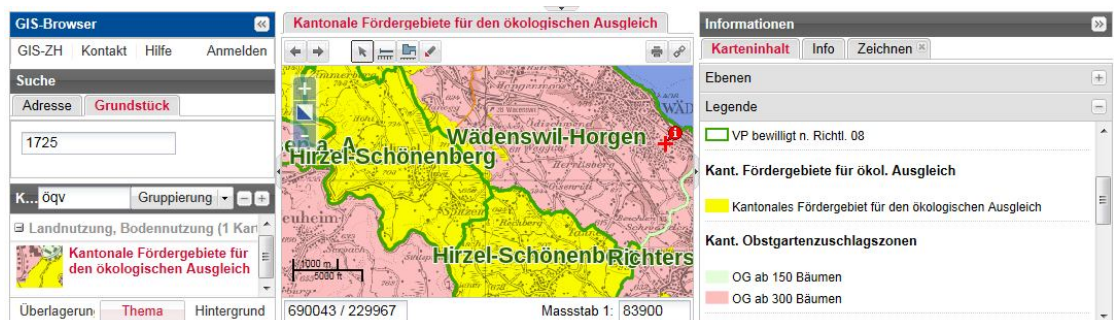 GIS-Browser
GIS-ZH Kontakt Hilfe Anmelden
Suche
Adresse Grundstück
1725
K... öqv Gruppierung
Landnutzung, Bodennutzung (1 Kart
Kantonale Fördergebiete für
den ökologischen Ausgleich
Überlagerun Thema Hintergrund
Kantonale Fördergebiete für den ökologischen Ausgleich
WÄD
Wädenswil-Horgen
Hirzel-Schönenberg
Hirzel-Schönenb
Richters
1000 m
5000 ft
690043 / 229967 Massstab 1: 83900
Informationen
Karteninhalt Info Zeichnen
Ebenen
Legende
VP bewilligt n. Richtl. 08
Kant. Fördergebiete für ökol. Ausgleich
Kantonales Fördergebiet für den ökologischen Ausgleich
Kant. Obstgartenzuschlagszonen
OG ab 150 Bäumen
OG ab 300 Bäumen